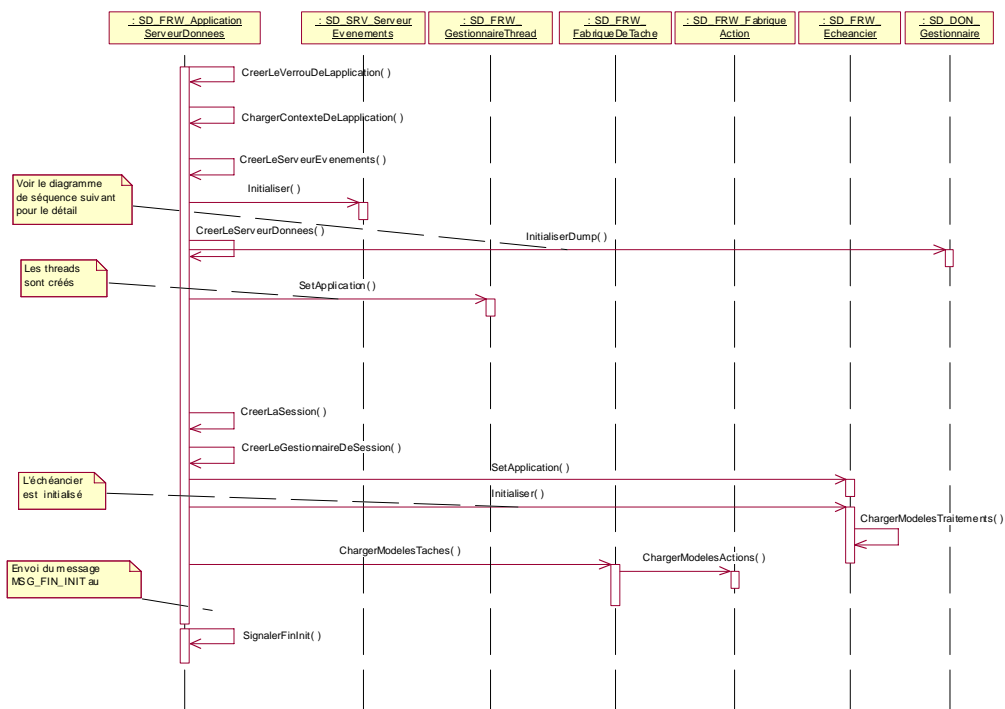 : SD_FRW_Application
ServeurDonnees
: SD_SRV_Serveur
Evenements
: SD_FRW_
GestionnaireThread
: SD_FRW_
FabriqueDeTache
: SD_FRW_Fabrique
Action
: SD_FRW_
Echeancier
: SD_DON_
Gestionnaire
CreerLeVerrouDeLapplication( )
ChargerContexteDeLapplication( )
CreerLeServeurEvenements( )
Voir le diagramme
de séquence suivant
pour le détail
Initialiser( )
CreerLeServeurDonnees( )
InitialiserDump( )
Les threads
sont créés
SetApplication( )
CreerLaSession( )
CreerLeGestionnaireDeSession( )
SetApplication( )
L'échéancier
est initialisé
Initialiser( )
ChargerModelesTraitements( )
ChargerModelesTaches( )
ChargerModelesActions( )
Envoi du message
MSG_FIN_INIT au
SignalerFinInit( )